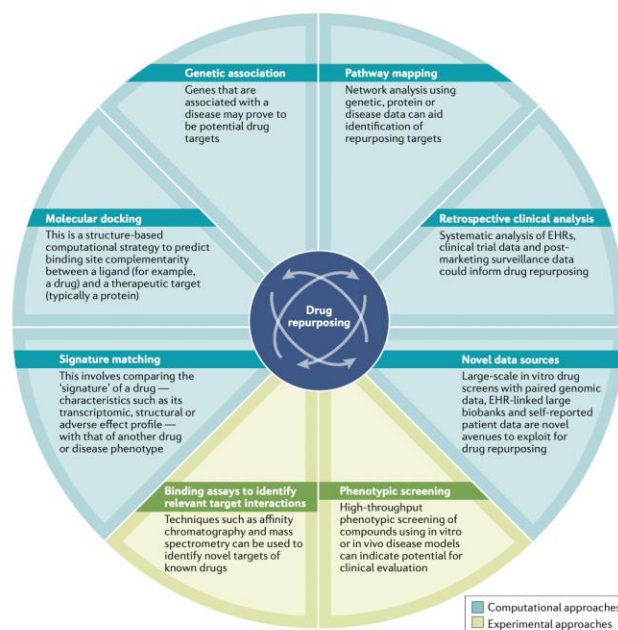 Genetic association
Genes that are
associated with a
disease may prove to
be potential drug
targets
Pathway mapping
Network analysis using
genetic, protein or
disease data can aid
identification of
repurposing targets
Molecular docking
This is a structure-based
computational strategy to predict
binding site complementarity
between a ligand (for example,
a drug) and a therapeutic target
(typically a protein)
Retrospective clinical analysis
Systematic analysis of EHRs,
clinical trial data and post-
marketing surveillance data
could inform drug repurposing
Drug
repurposing
Signature matching
This involves comparing the
‘signature’ of a drug —
characteristics such as its
transcriptomic, structural or
adverse effect profile —
with that of another drug
or disease phenotype
Novel data sources
Large-scale in vitro drug
screens with paired genomic
data, EHR-linked large
biobanks and self-reported
patient data are novel
avenues to exploit for
drug repurposing
Binding assays to identify
relevant target interactions
Techniques such as affinity
chromatography and mass
spectrometry can be used to
identify novel targets of
known drugs
Phenotypic screening
High-throughput
phenotypic screening of
compounds using in vitro
or in vivo disease models
can indicate potential for
clinical evaluation
Computational approaches
Experimental approaches